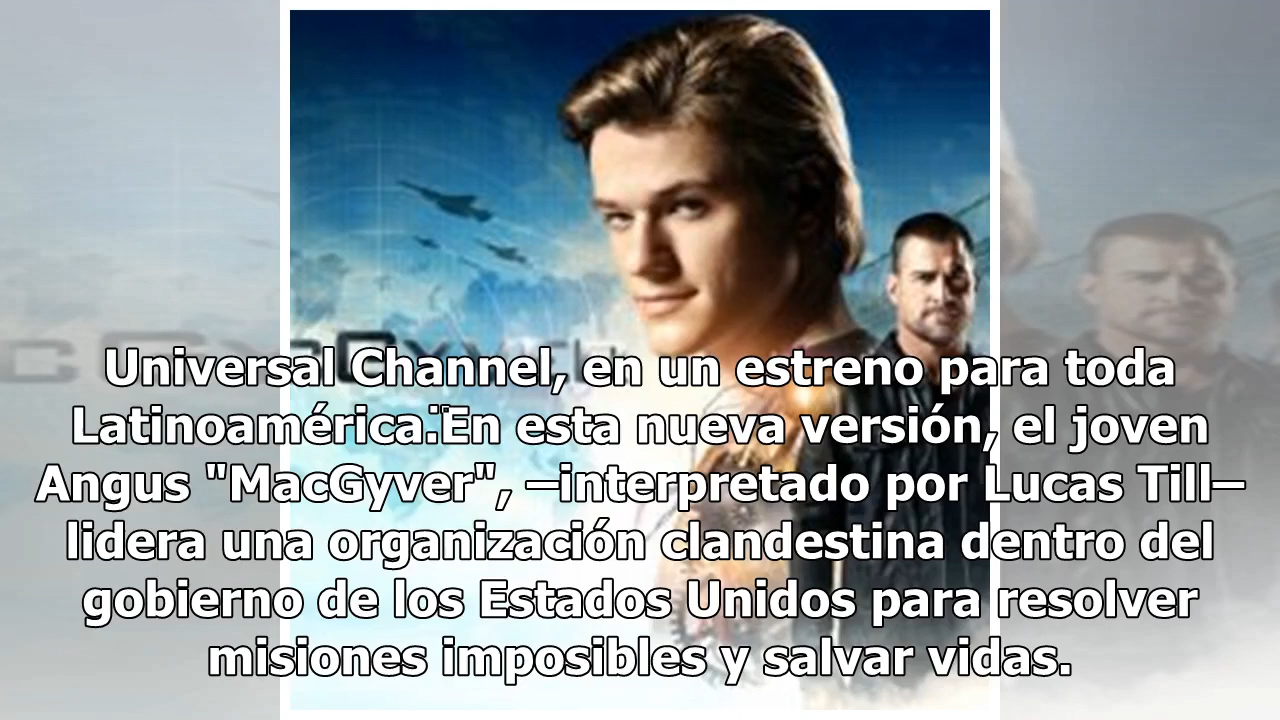 Universal Channel, en un estreno para toda
Latinoamérica.¨En esta nueva versión, el joven
Angus "MacGyver", —interpretado por Lucas Till—
lidera una organización clandestina dentro del
gobierno de los Estados Unidos para resolver
misiones imposibles y salvar vidas.